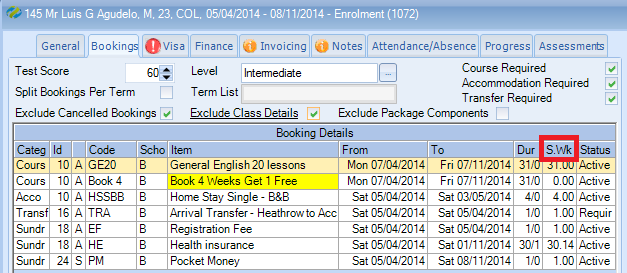 145 Mr Luis G Agudelo, M, 23, COL, 05/04/2014 - 08/11/2014 - Enrolment (1072)
General Bookings Visa Finance Invoicing Notes Attendance/Absence Progress Assessments
Test Score 60 Level Intermediate ... Course Required
Split Bookings Per Term Term List Accommodation Required
Transfer Required
Exclude Cancelled Bookings Exclude Class Details Exclude Package Components
Booking Details
Categ Id Code Scho Item From To Dur S.Wk Status
Cours 10 A GE20 B General English 20 lessons Mon 07/04/2014 Fri 07/11/2014 31/0 31.00 Active
Cours 10 A Book 4 B Book 4 Weeks Get 1 Free Mon 07/04/2014 Fri 07/11/2014 31/0 0.00 Active
Acco 10 A HSSBB B Home Stay Single - B&B Sat 05/04/2014 Sat 03/05/2014 4/0 4.00 Active
Transf 16 A TRA B Arrival Transfer - Heathrow to Acc Sat 05/04/2014 Sat 05/04/2014 1/0 1.00 Requir
Sundr 18 A EF B Registration Fee Sat 05/04/2014 Sat 05/04/2014 1/0 1.00 Active
Sundr 18 A HE B Health insurance Sat 05/04/2014 Sat 01/11/2014 30/1 30.14 Active
Sundr 24 S PM B Pocket Money Sat 05/04/2014 Sat 08/11/2014 1/0 1.00 Active